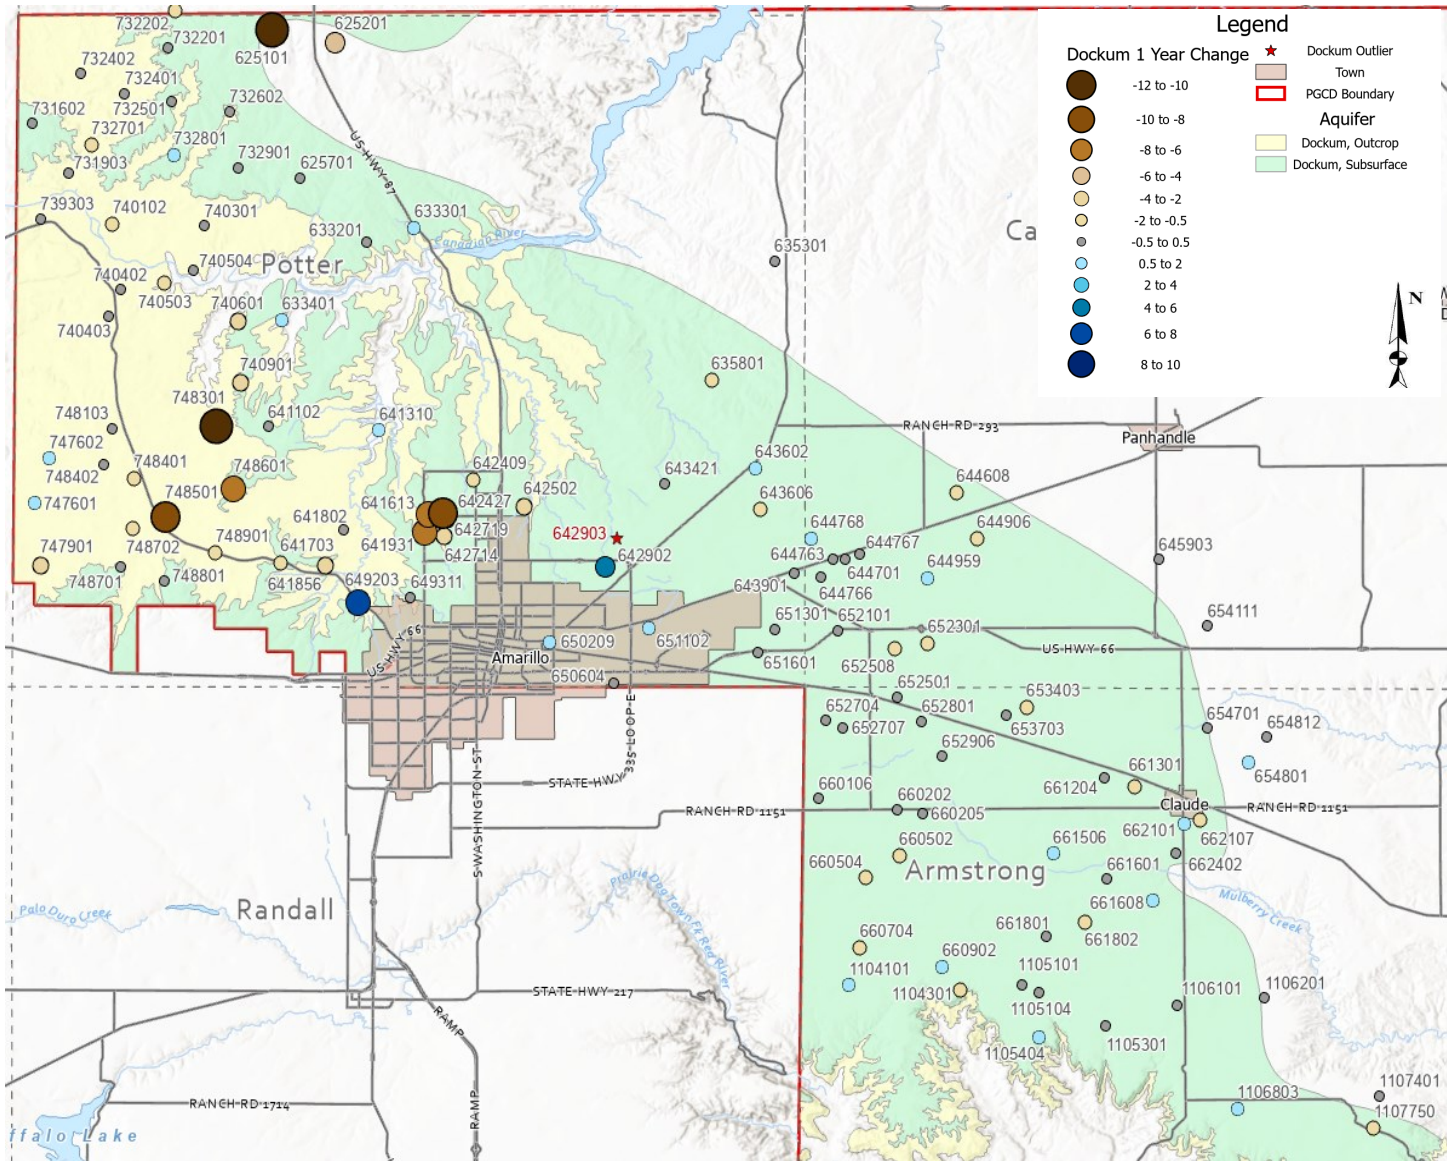 Legend
Dockum 1 Year Change
-12 to -10
-10 to -8
-8 to -6
-6 to -4
-4 to -2
-2 to -0.5
-0.5 to 0.5
0.5 to 2
2 to 4
4 to 6
6 to 8
8 to 10
Dockum Outlier
Town
PGCD Boundary
Aquifer
Dockum, Outcrop
Dockum, Subsurface
N
Ca
732202
732201
625101
625201
732402
732401
732501
732602
731602
732701
732801
732901
625701
731903
739303
740102
740301
633301
633201
US HWY 87
Canadian River
635301
Potter
740504
740402
740503
740601
633401
740403
740901
635801
748301
748103
641102
641310
RANCH RD 293
Panhandle
747602
748402
748401
748601
642409
643421
643602
644608
747601
748501
641613
642427
642502
643606
641802
641931
642719
642714
642903
642902
644768
644767
644906
747901
748702
748901
641703
644763
644701
644959
645903
748701
748801
641856
649203
649311
643901
644766
US HWY 66
650209
651102
651301
652101
652301
654111
Amarillo
651601
652508
US HWY 66
650604
652501
653403
652704
652801
652707
653703
654701
654812
652906
335 LOOP E
S WASHINGTON ST
STATE HWY
661301
654801
661204
660106
660202
Claude
RANCH RD 1151
RANCH RD 1151
660205
662101
662107
660502
661506
662402
660504
Armstrong
661601
Randall
Prairie Dog Town Fk Red River
Palo Duro Creek
661608
Mulberry Creek
661801
661802
660704
660902
1104101
1105101
1104301
1105104
1106101
1106201
STATE HWY 217
RAMP
1105301
1105404
RAMP
RANCH RD 1714
1106803
1107401
1107750
ffalo Lake